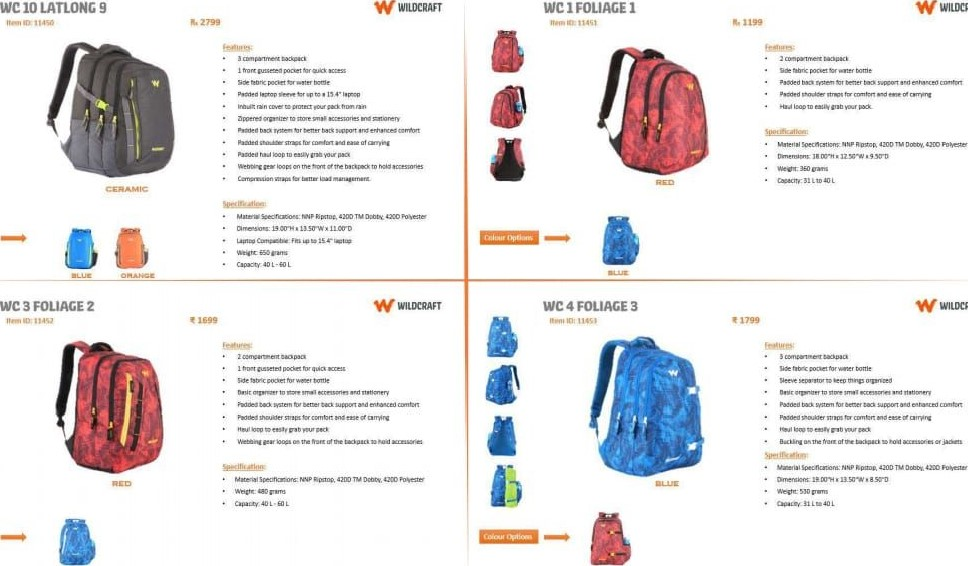 WC 10 LATLONG 9
WILDCRAFT
Item ID: 11450
Rs 2799
Features:
• 3 compartment backpack
• 1 front gusseted pocket for quick access
• Side fabric pocket for water bottle
• Padded laptop sleeve for up to a 15.4" laptop
• Inbuilt rain cover to protect your pack from rain
• Zippered organizer to store small accessories and stationery
• Padded back system for better back support and enhanced comfort
• Padded shoulder straps for comfort and ease of carrying
• Padded haul loop to easily grab your pack
• Webbing gear loops on the front of the backpack to hold accessories
• Compression straps for better load management.
CERAMIC
Specification:
• Material Specifications: NNP Ripstop, 420D TM Dobby, 420D Polyester
• Dimensions: 19.00"H x 13.50"W x 11.00"D
• Laptop Compatible: Fits up to 15.4" laptop
• Weight: 650 grams
• Capacity: 40 L - 60 L
BLUE
ORANGE
WC 1 FOLIAGE 1
WILDCR
Item ID: 11451
Rs 1199
Features:
• 2 compartment backpack
• Side fabric pocket for water bottle
• Padded back system for better back support and enhanced comfort
• Padded shoulder straps for comfort and ease of carrying
• Haul loop to easily grab your pack.
Specification:
• Material Specifications: NNP Ripstop, 420D TM Dobby, 420D Polyester
• Dimensions: 18.00"H x 12.50"W x 9.50"D
• Weight: 360 grams
• Capacity: 31 L to 40 L
RED
Colour Options
BLUE
WC 3 FOLIAGE 2
WILDCRAFT
Item ID: 11452
₹ 1699
Features:
• 2 compartment backpack
• 1 front gusseted pocket for quick access
• Side fabric pocket for water bottle
• Basic organizer to store small accessories and stationery
• Padded back system for better back support and enhanced comfort
• Padded shoulder straps for comfort and ease of carrying
• Haul loop to easily grab your pack
• Webbing gear loops on the front of the backpack to hold accessories
Specification:
• Material Specifications: NNP Ripstop, 420D TM Dobby, 420D Polyester
• Weight: 480 grams
• Capacity: 40 L - 60 L
RED
WC 4 FOLIAGE 3
WILDCR
Item ID: 11453
₹ 1799
Features:
• 3 compartment backpack
• Side fabric pocket for water bottle
• Sleeve separator to keep things organized
• Basic organizer to store small accessories and stationery
• Padded back system for better back support and enhanced comfort
• Padded shoulder straps for comfort and ease of carrying
• Haul loop to easily grab your pack
• Buckling on the front of the backpack to hold accessories or jackets
Specification:
• Material Specifications: NNP Ripstop, 420D TM Dobby, 420D Polyester
• Dimensions: 19.00"H x 13.50"W x 8.50"D
• Weight: 530 grams
• Capacity: 31 L to 40 L
BLUE
Colour Options